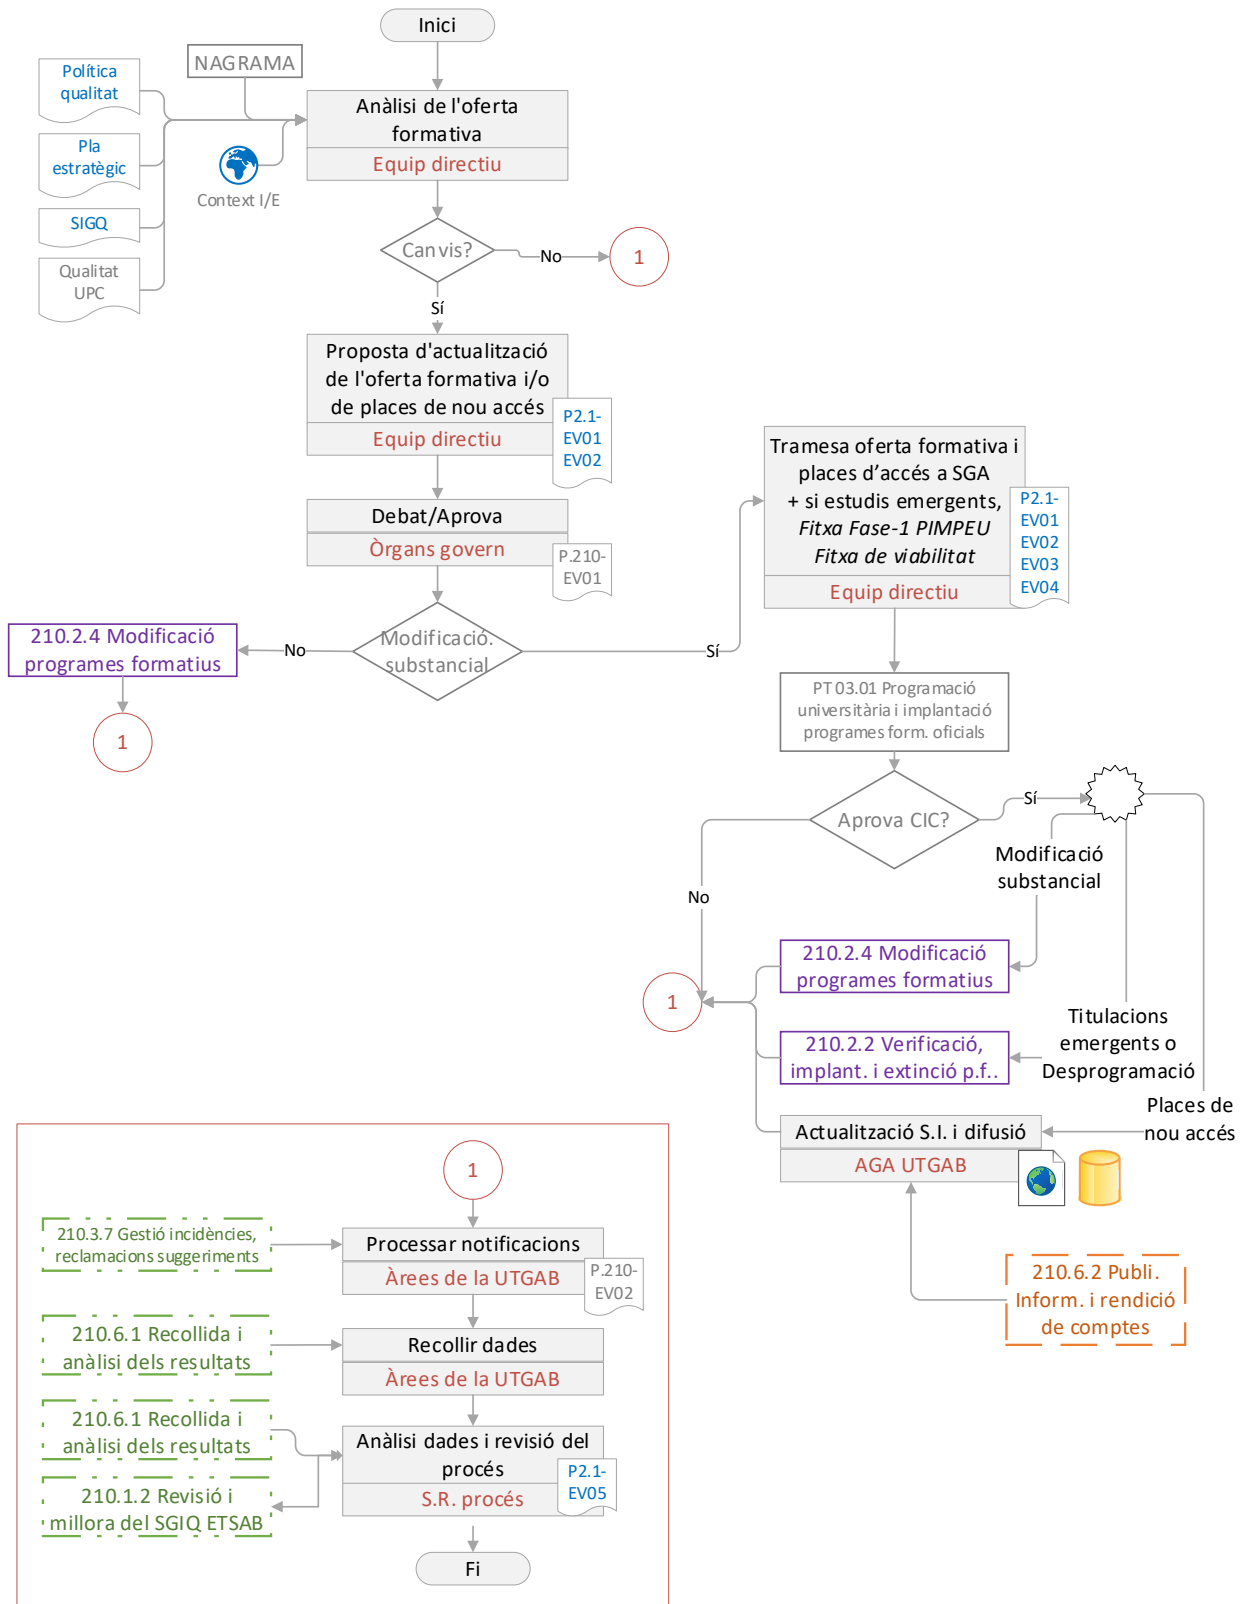 Inici
NAGRAMA
Política
qualitat
Pla
estratègic
SIGQ
Qualitat
UPC
Context I/E
Anàlisi de l'oferta
formativa
Equip directiu
Canvis?
No
1
Sí
Proposta d'actualització
de l'oferta formativa i/o
de places de nou accés
Equip directiu
P2.1-
EV01
EV02
Debat/Aprova
Òrgans govern
P.210-
EV01
Modificació.
substancial
No
210.2.4 Modificació
programes formatius
1
Sí
Tramesa oferta formativa i
places d’accés a SGA
+ si estudis emergents,
Fitxa Fase-1 PIMPEU
Fitxa de viabilitat
Equip directiu
P2.1-
EV01
EV02
EV03
EV04
PT 03.01 Programació
universitària i implantació
programes form. oficials
Aprova CIC?
Sí
No
Modificació
substancial
210.2.4 Modificació
programes formatius
1
Titulacions
emergents o
Desprogramació
210.2.2 Verificació,
implant. i extinció p.f..
Places de
nou accés
Actualització S.I. i difusió
AGA UTGAB
210.6.2 Publi.
Inform. i rendició
de comptes
1
210.3.7 Gestió incidències,
reclamacions suggeriments
Processar notificacions
Àrees de la UTGAB
P.210-
EV02
210.6.1 Recollida i
anàlisi dels resultats
Recollir dades
Àrees de la UTGAB
210.6.1 Recollida i
anàlisi dels resultats
Anàlisi dades i revisió del
procés
S.R. procés
P2.1-
EV05
210.1.2 Revisió i
millora del SGIQ ETSAB
Fi